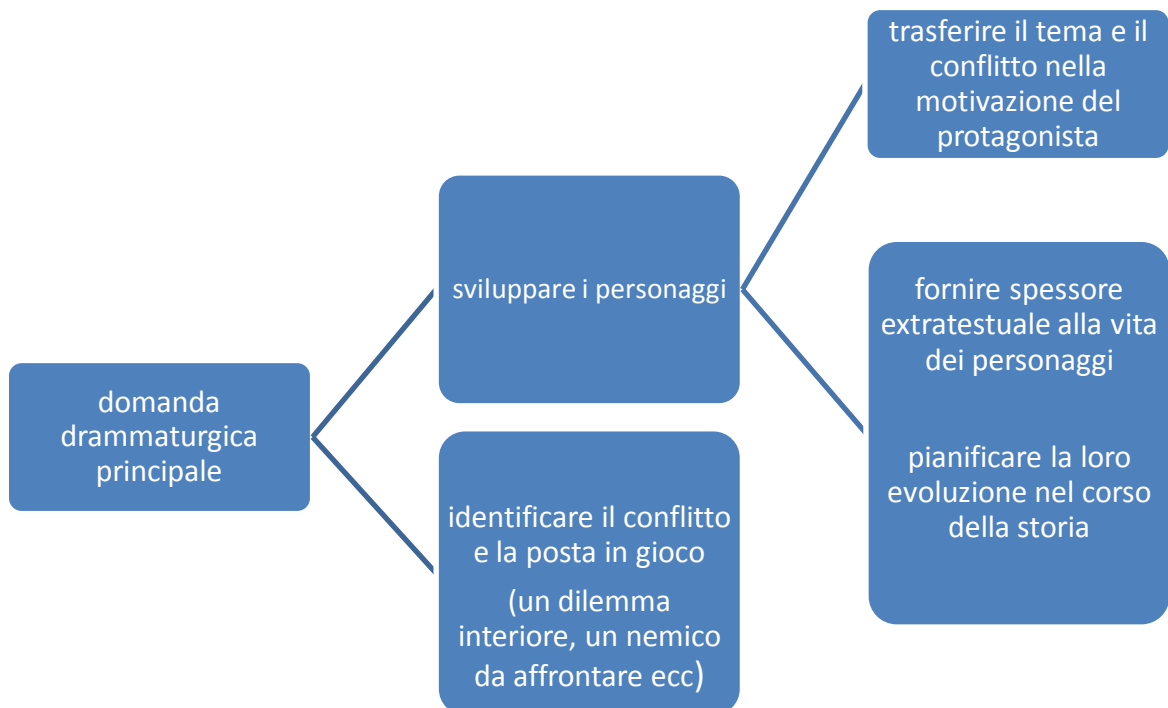 domanda
drammaturgica
principale
sviluppare i personaggi
identificare il conflitto
e la posta in gioco
(un dilemma
interiore, un nemico
da affrontare ecc)
trasferire il tema e il
conflitto nella
motivazione del
protagonista
fornire spessore
extratestuale alla vita
dei personaggi
pianificare la loro
evoluzione nel corso
della storia